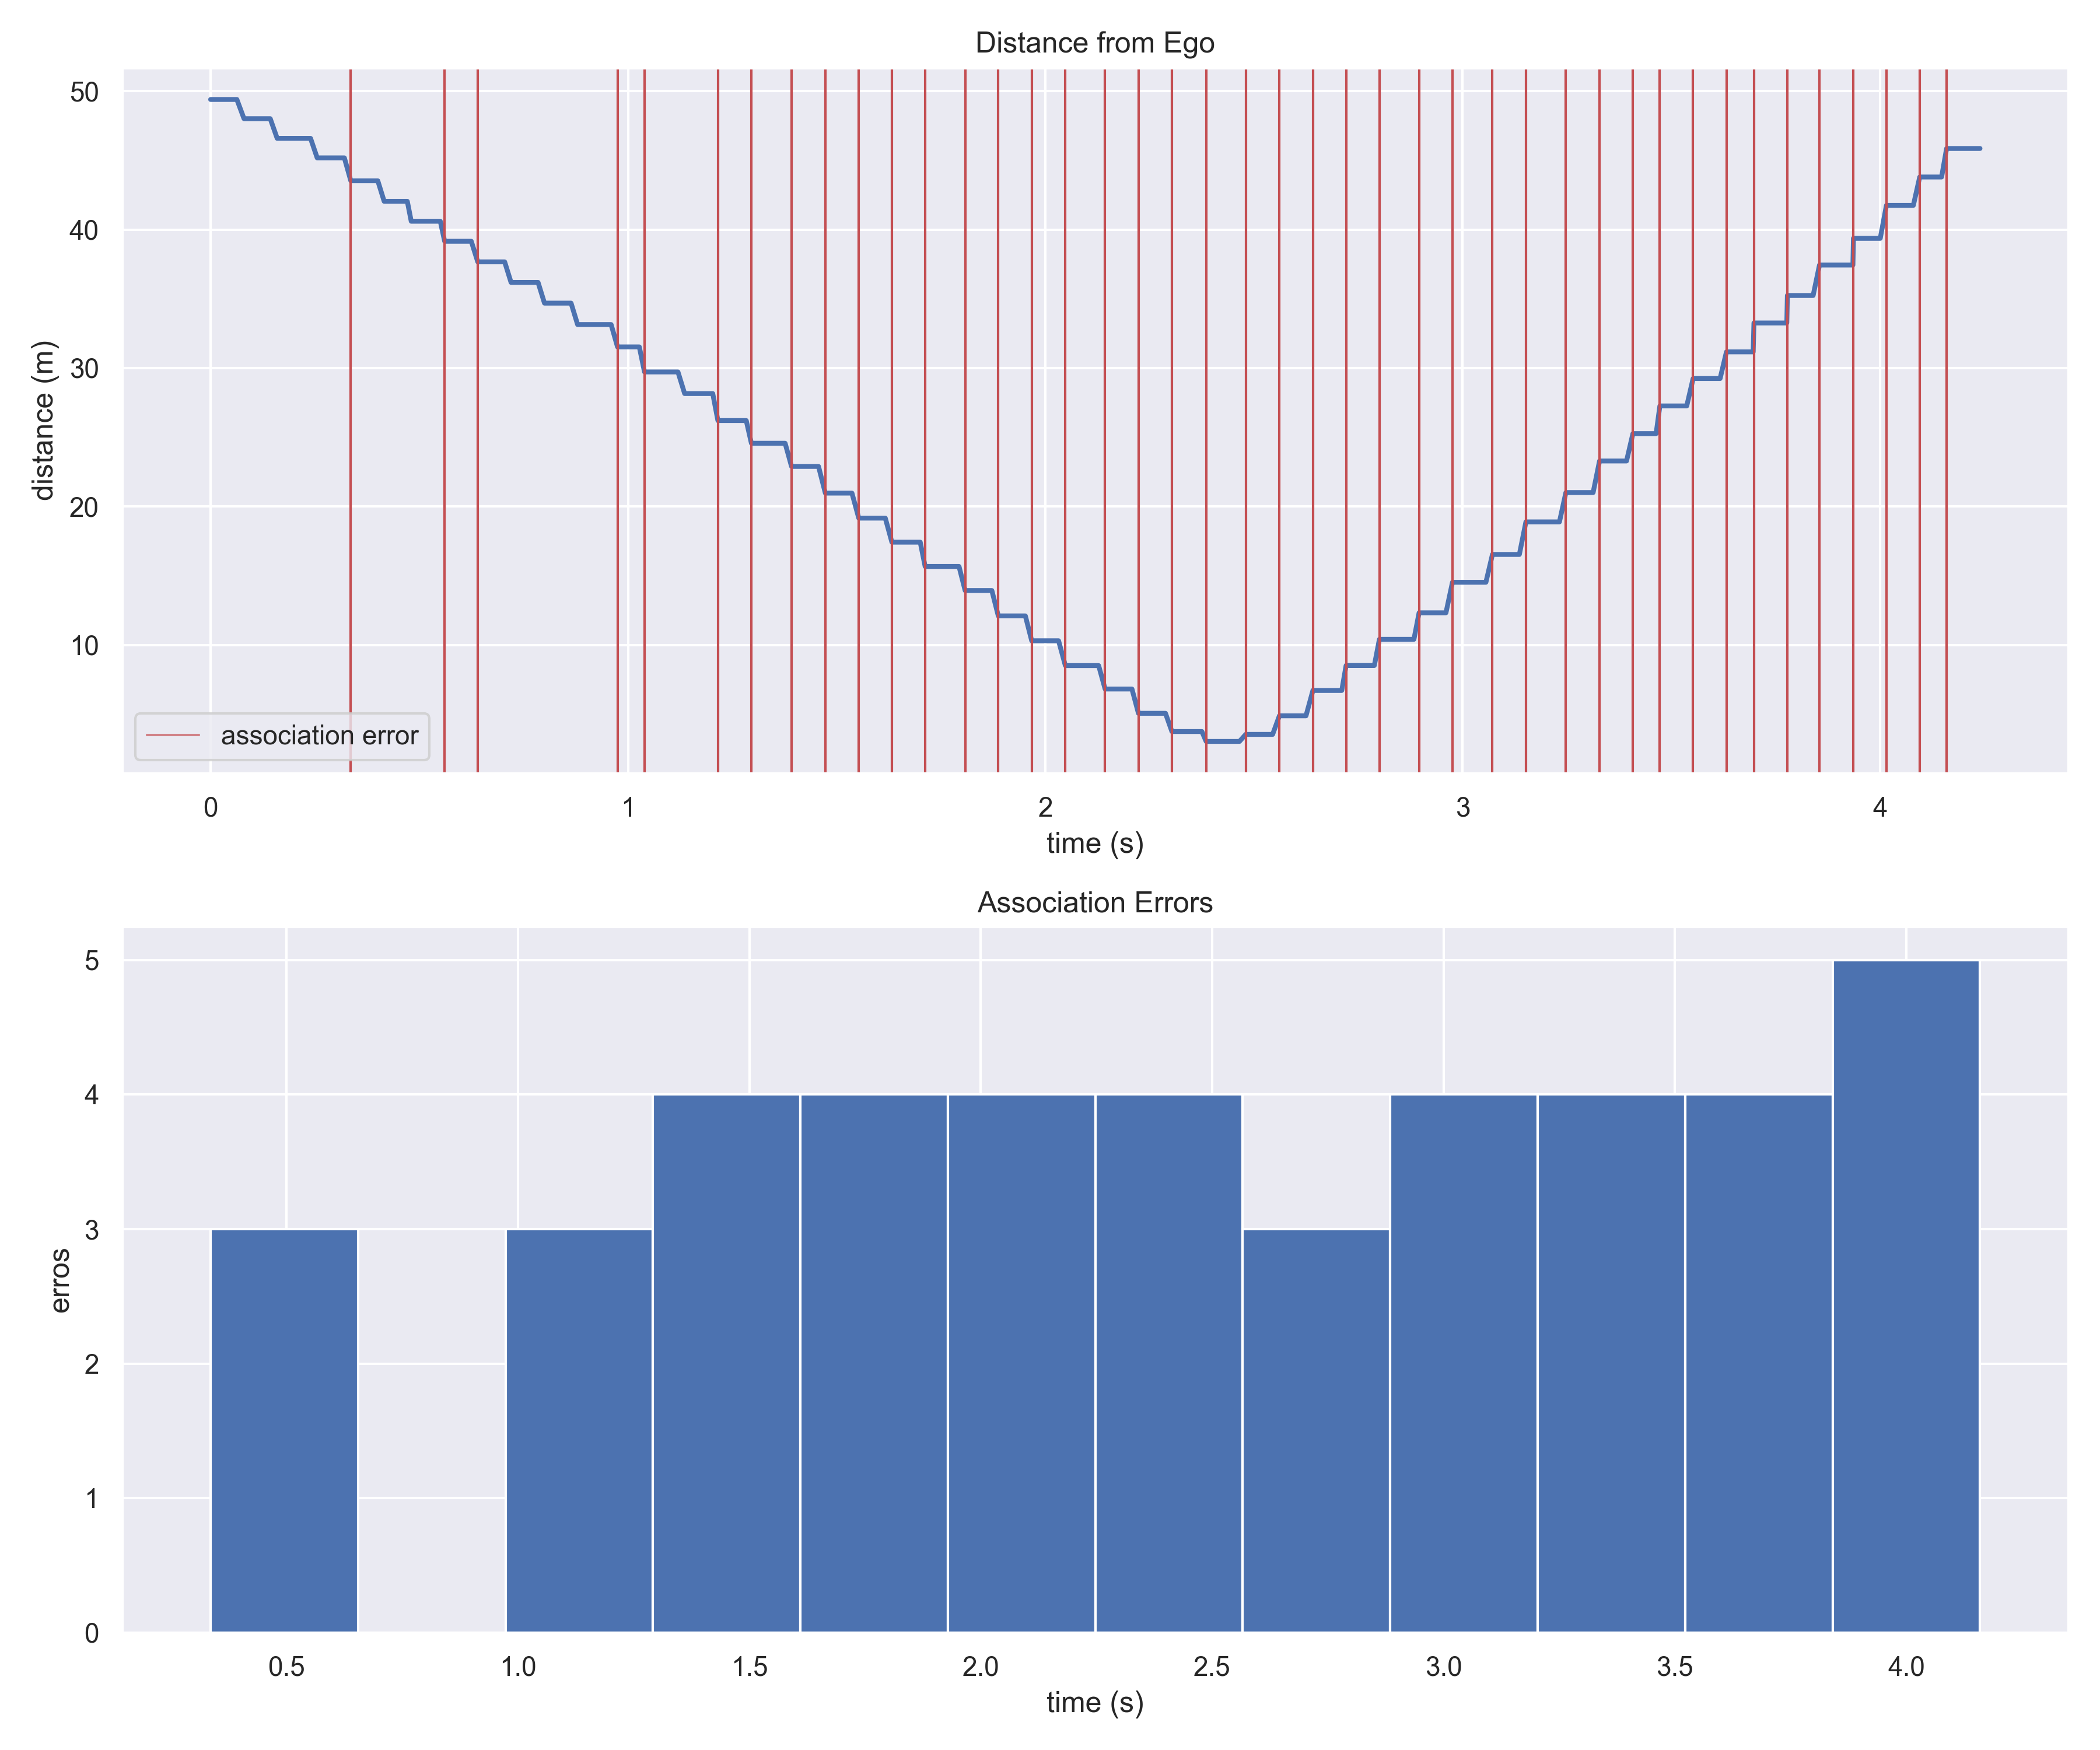 Distance from Ego
50
40
30
20
10
distance (m)
association error
0 1 2 3 4
time (s)
Association Errors
5
4
3
2
1
0
erros
0.5 1.0 1.5 2.0 2.5 3.0 3.5 4.0
time (s)